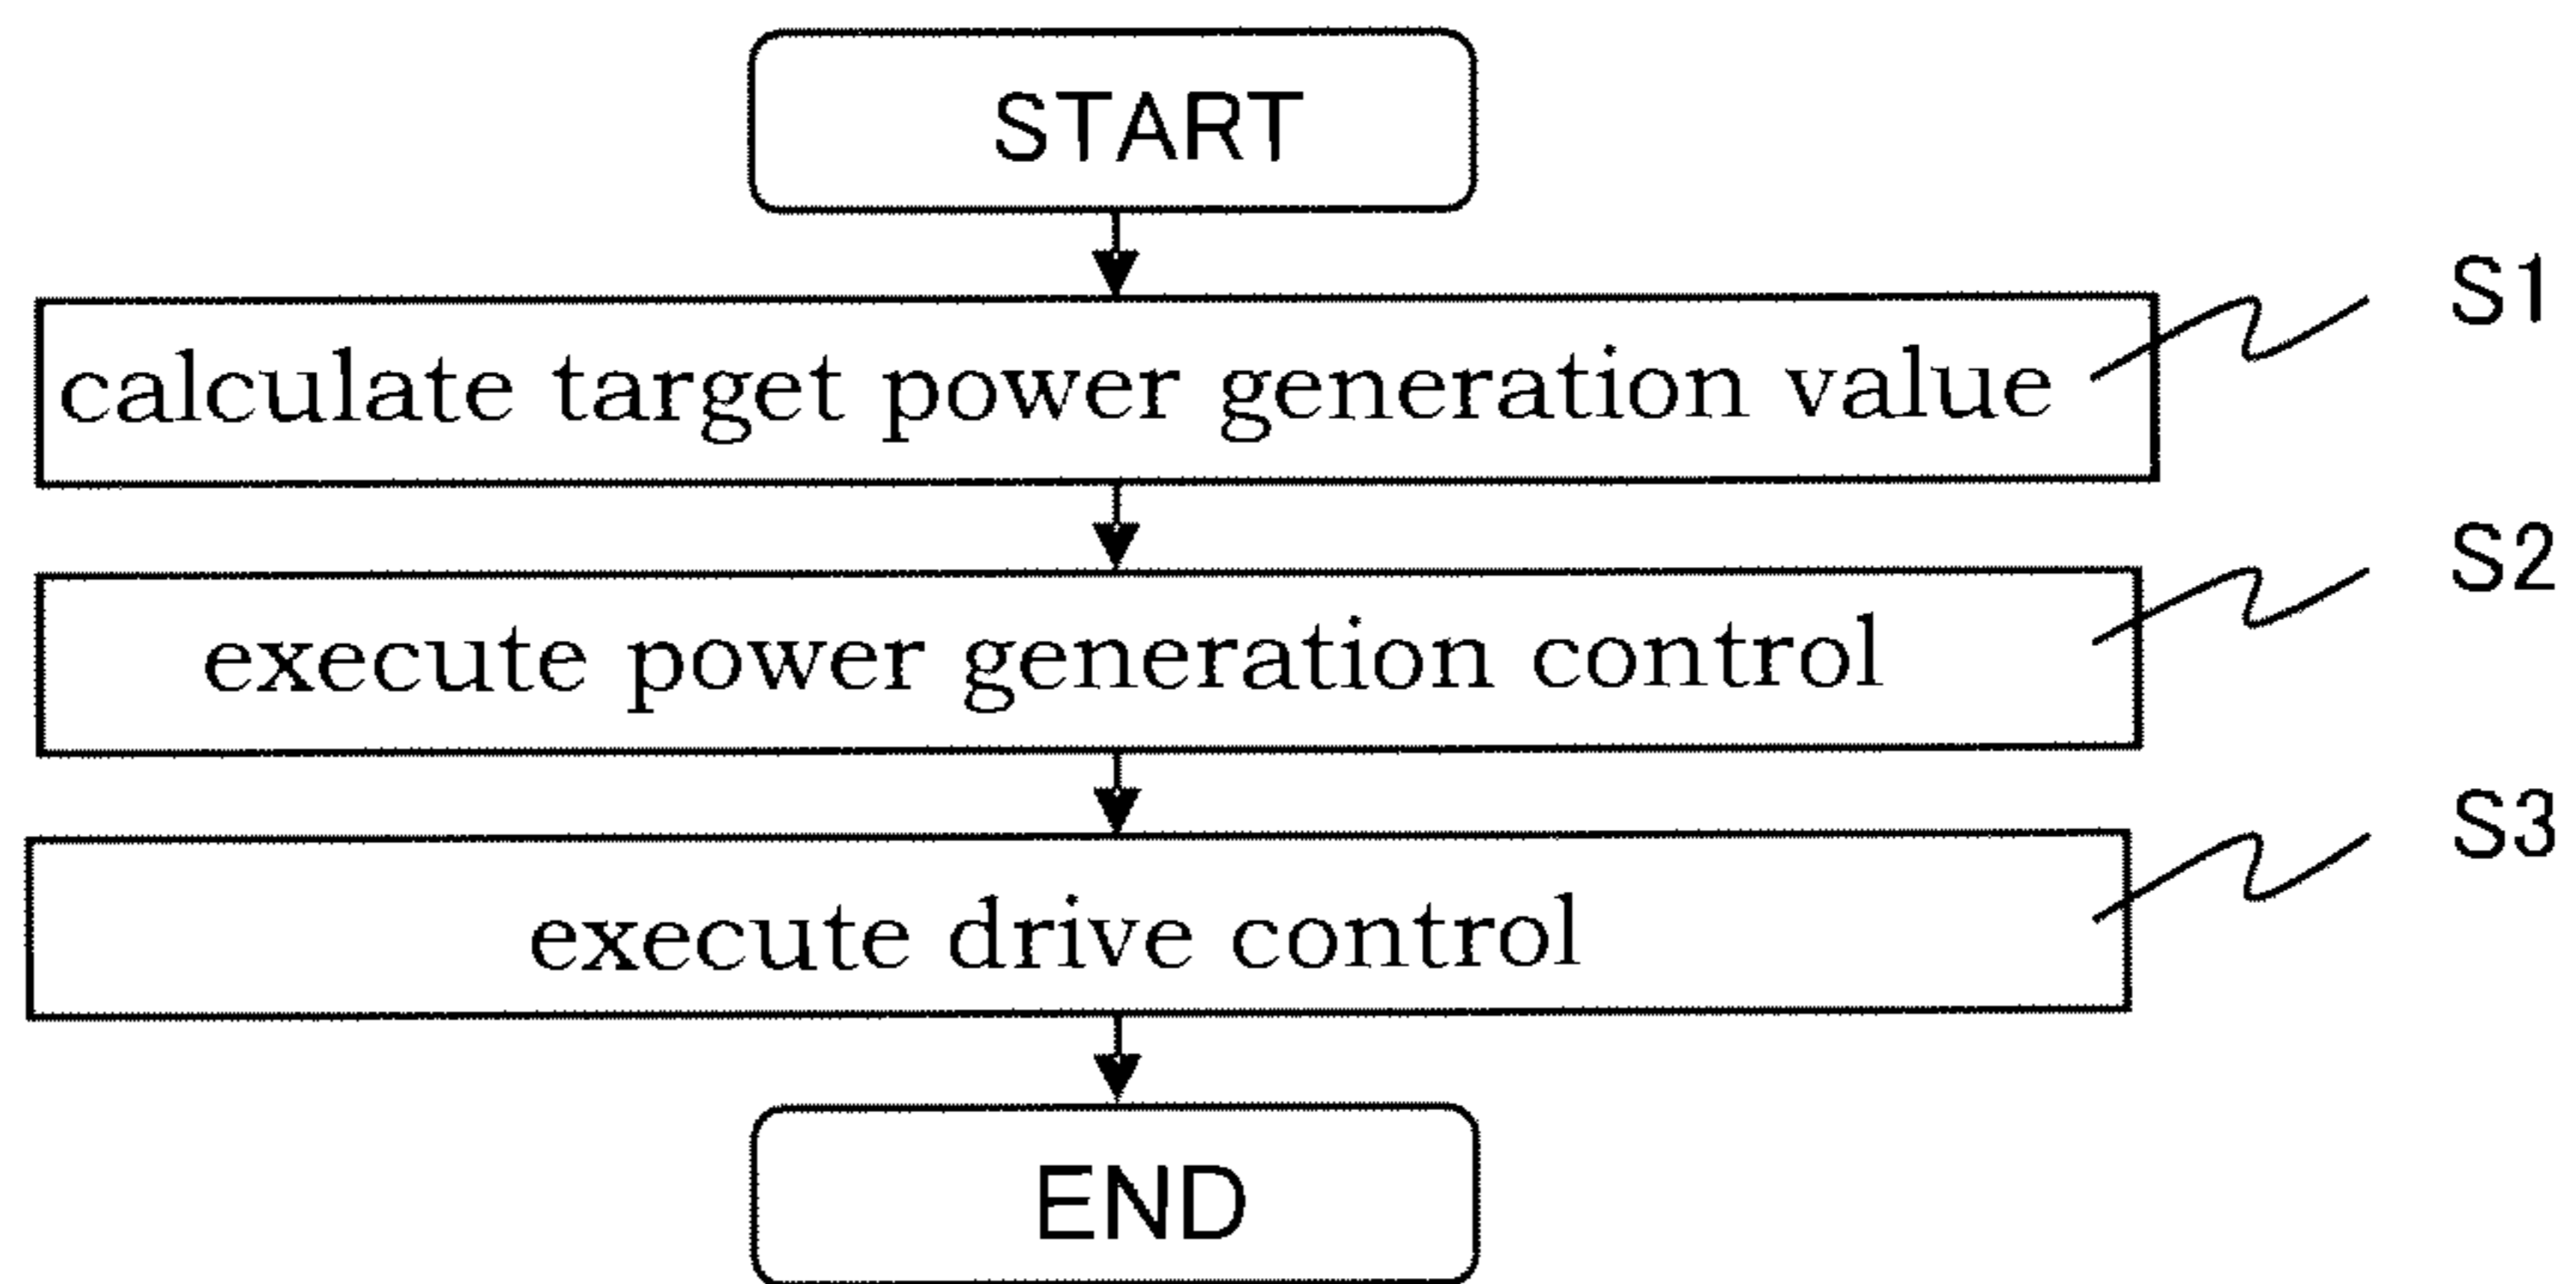 START
S1
calculate target power generation value
S2
execute power generation control
S3
execute drive control
END